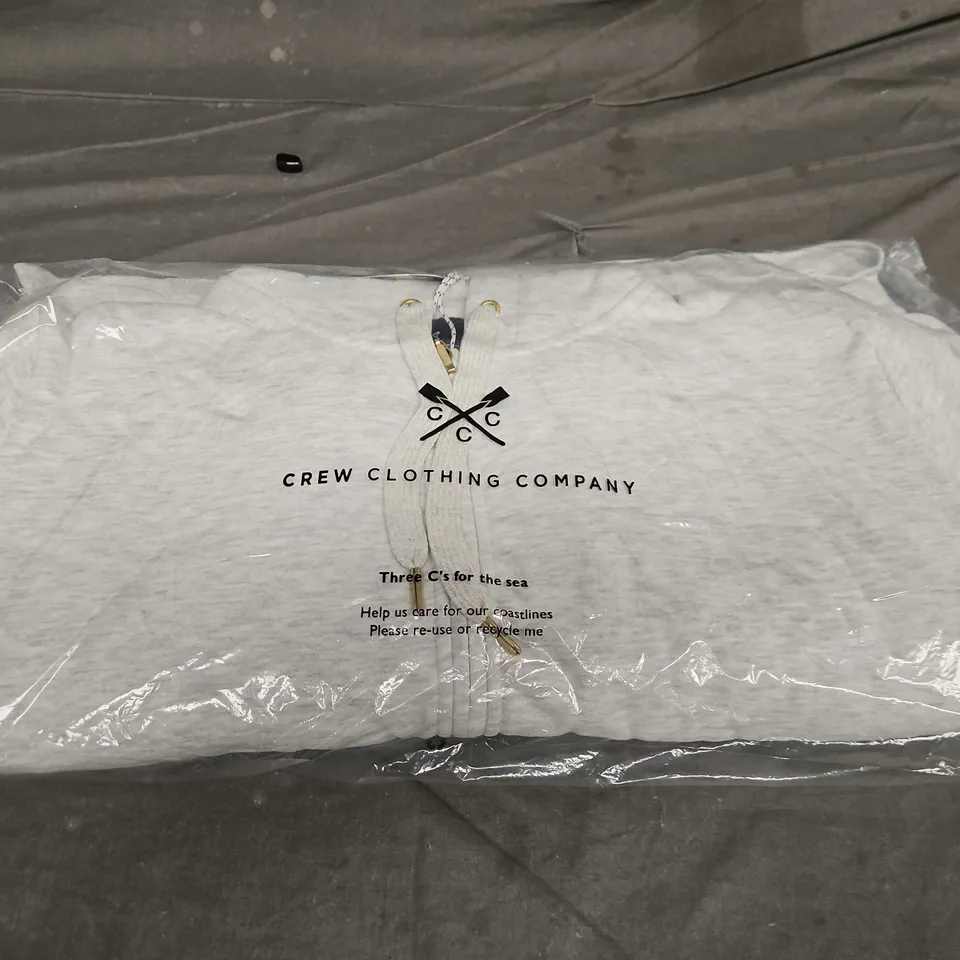 C C
C
CREW CLOTHING COMPANY
Three C's for the sea
Help us care for our coastlines
Please re-use or recycle me